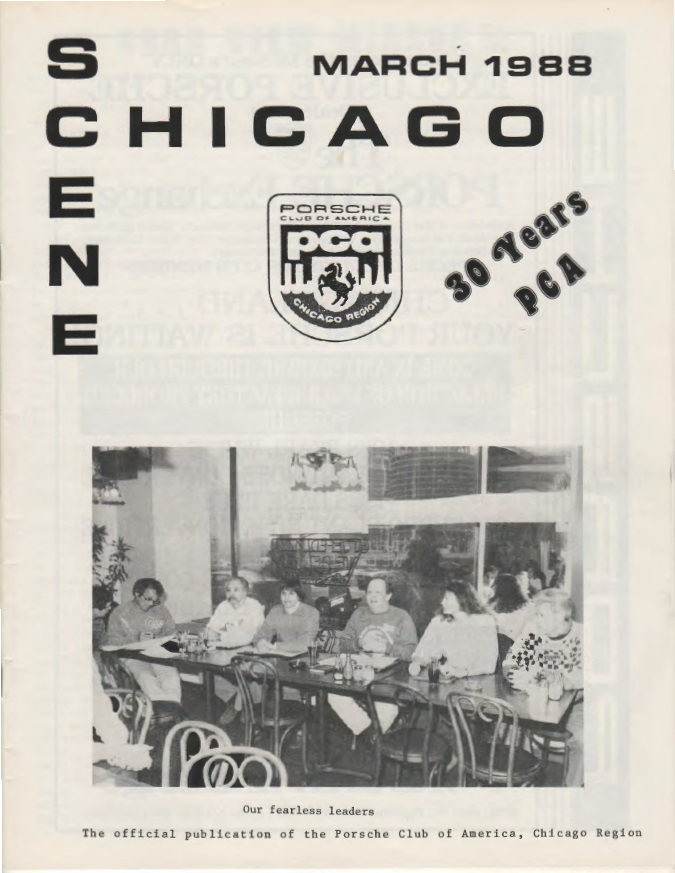 MARCH 1988
SCENE
CHICAGO
PORSCHE
CLUB OF AMERICA
pca
CHICAGO REGION
30 Years
PCA
Our fearless leaders
The official publication of the Porsche Club of America, Chicago Region